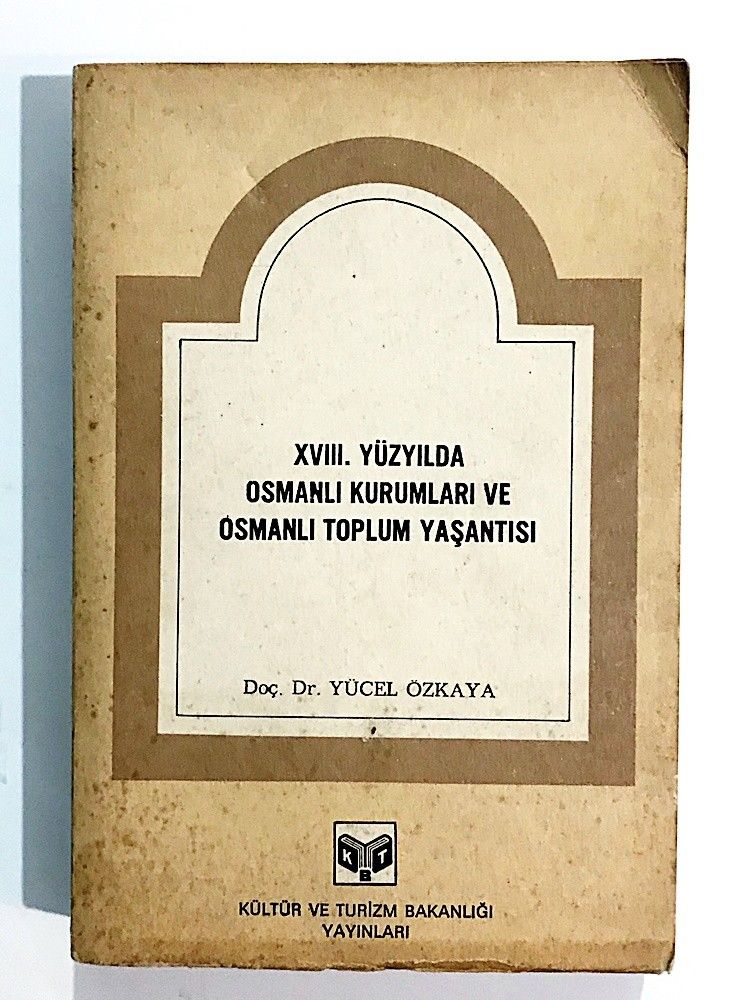 XVIII. YÜZYILDA
OSMANLI KURUMLARI VE
OSMANLI TOPLUM YAŞANTISI
Doç. Dr. YÜCEL ÖZKAYA
K B T
KÜLTÜR VE TURİZM BAKANLIĞI
YAYINLARI